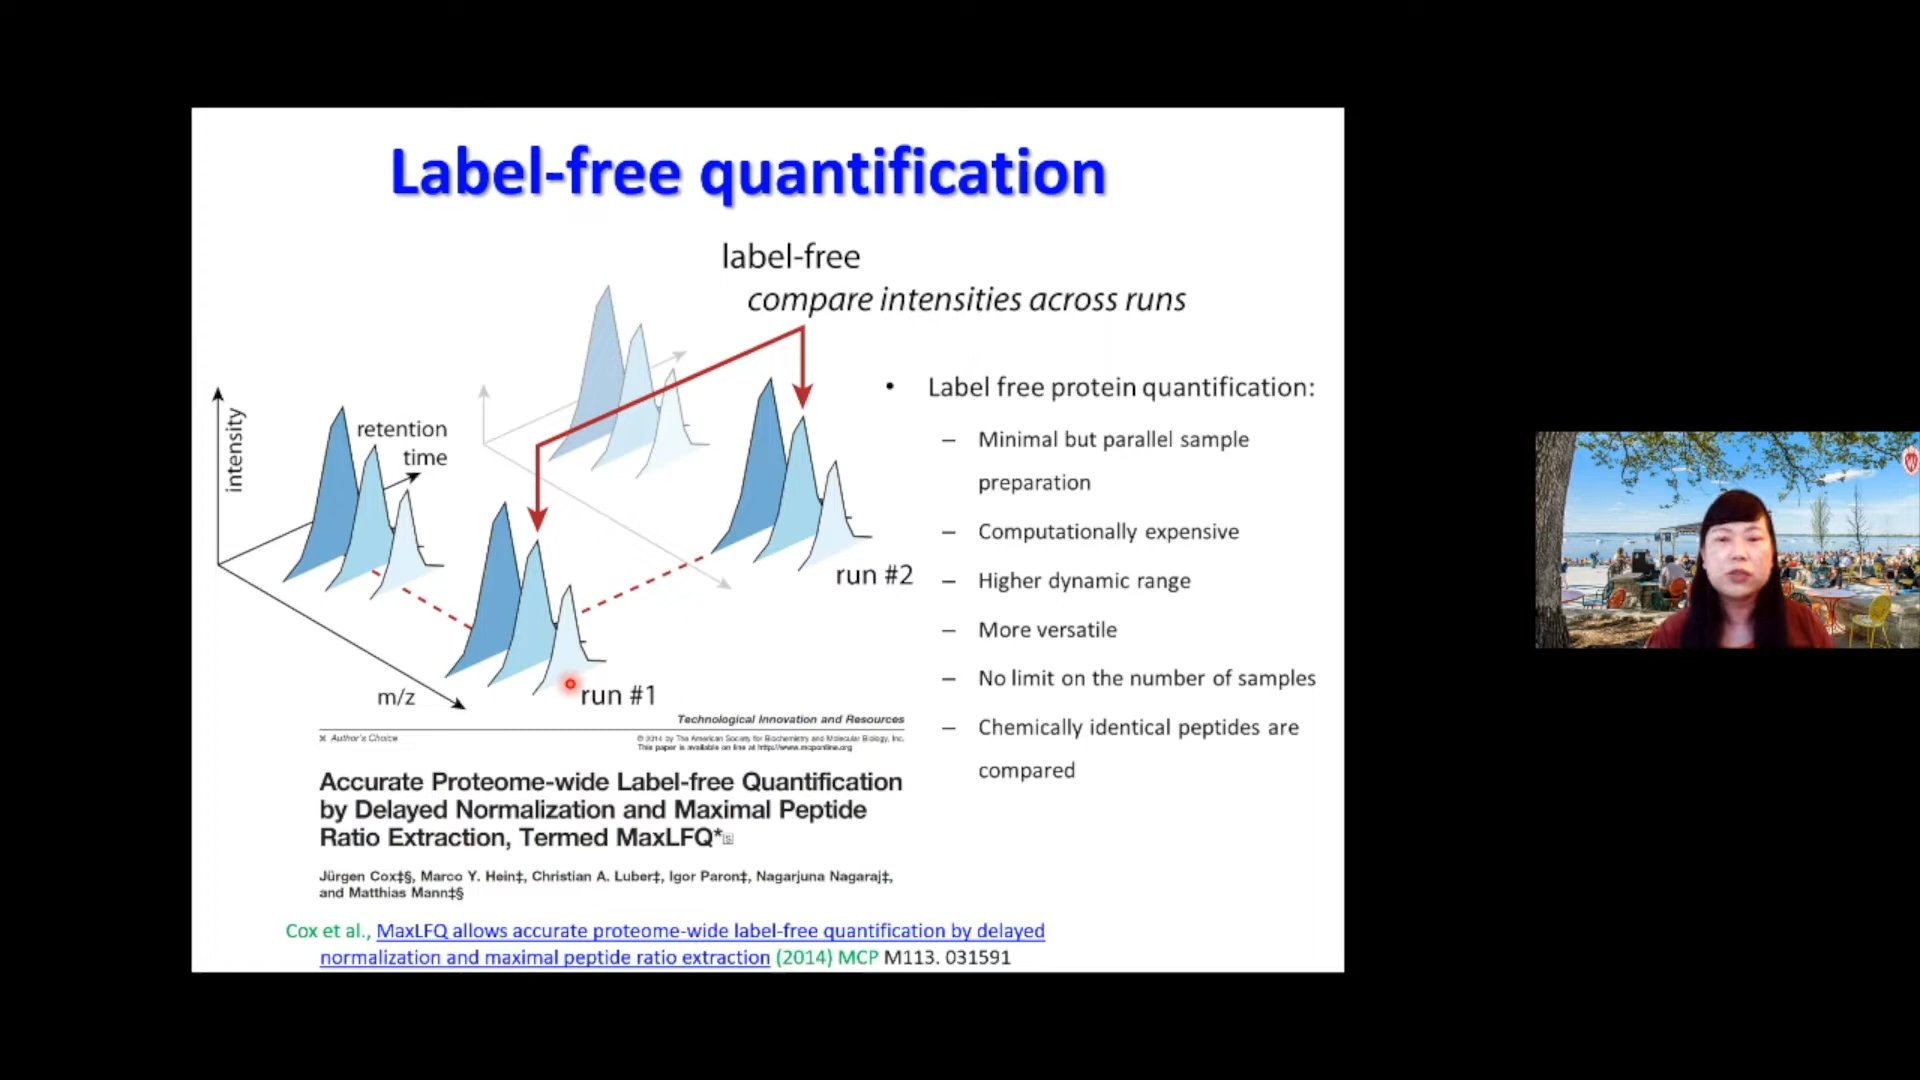 Label-free quantification
label-free
compare intensities across runs
intensity
retention
time
m/z
run #1
run #2
• Label free protein quantification:
– Minimal but parallel sample
preparation
– Computationally expensive
– Higher dynamic range
– More versatile
– No limit on the number of samples
– Chemically identical peptides are
compared
Technological Innovation and Resources
Author's Choice
© 2014 by The American Society for Biochemistry and Molecular Biology, Inc.
This paper is available on line at http://www.mcponline.org
Accurate Proteome-wide Label-free Quantification
by Delayed Normalization and Maximal Peptide
Ratio Extraction, Termed MaxLFQ*S
Jürgen Cox‡§, Marco Y. Hein‡, Christian A. Luber‡, Igor Paron‡, Nagarjuna Nagaraj‡,
and Matthias Mann‡§
Cox et al., MaxLFQ allows accurate proteome-wide label-free quantification by delayed
normalization and maximal peptide ratio extraction (2014) MCP M113. 031591